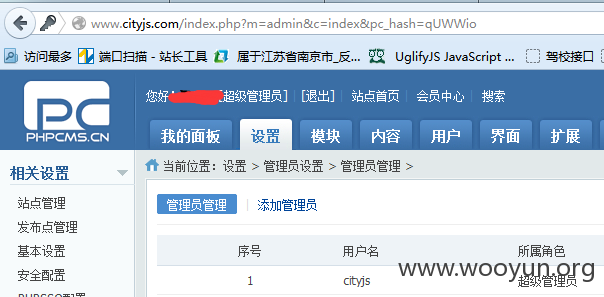 www.cityjs.com/index.php?m=admin&c=index&pc_hash=qUWWio
访问最多 端口扫描 - 站长工具 属于江苏省南京市_反... UglifyJS JavaScript ... 驾校接口
PC
PHPCMS.CN
您好! [超级管理员] [退出] 站点首页 会员中心 搜索
我的面板 设置 模块 内容 用户 界面 扩展
相关设置
当前位置：设置 > 管理员设置 > 管理员管理 >
站点管理
发布点管理
基本设置
安全配置
管理员管理 添加管理员
序号 用户名 所属角色
1 cityjs 超级管理员
www.wooyun.org